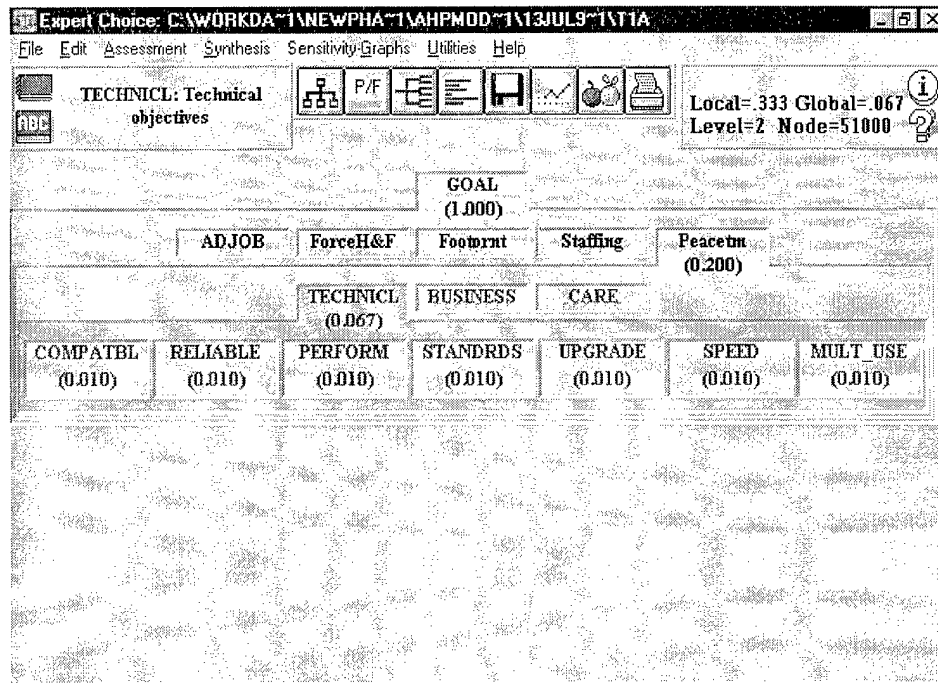 Expert Choice: C:\WORKDA~1\NEWPHA~1\AHPMOD~1\13JUL9~1\T1A
File Edit Assessment Synthesis Sensitivity-Graphs Utilities Help
TECHNICL: Technical
objectives
P/F
ABC
Local=.333 Global=.067
Level=2 Node=51000
GOAL
(1.000)
ADJOB ForceH&F Footprnt Staffing Peacetm
(0.200)
TECHNICL BUSINESS CARE
(0.067)
COMPATBL RELIABLE PERFORM STANDRDS UPGRADE SPEED MULT_USE
(0.010) (0.010) (0.010) (0.010) (0.010) (0.010) (0.010)